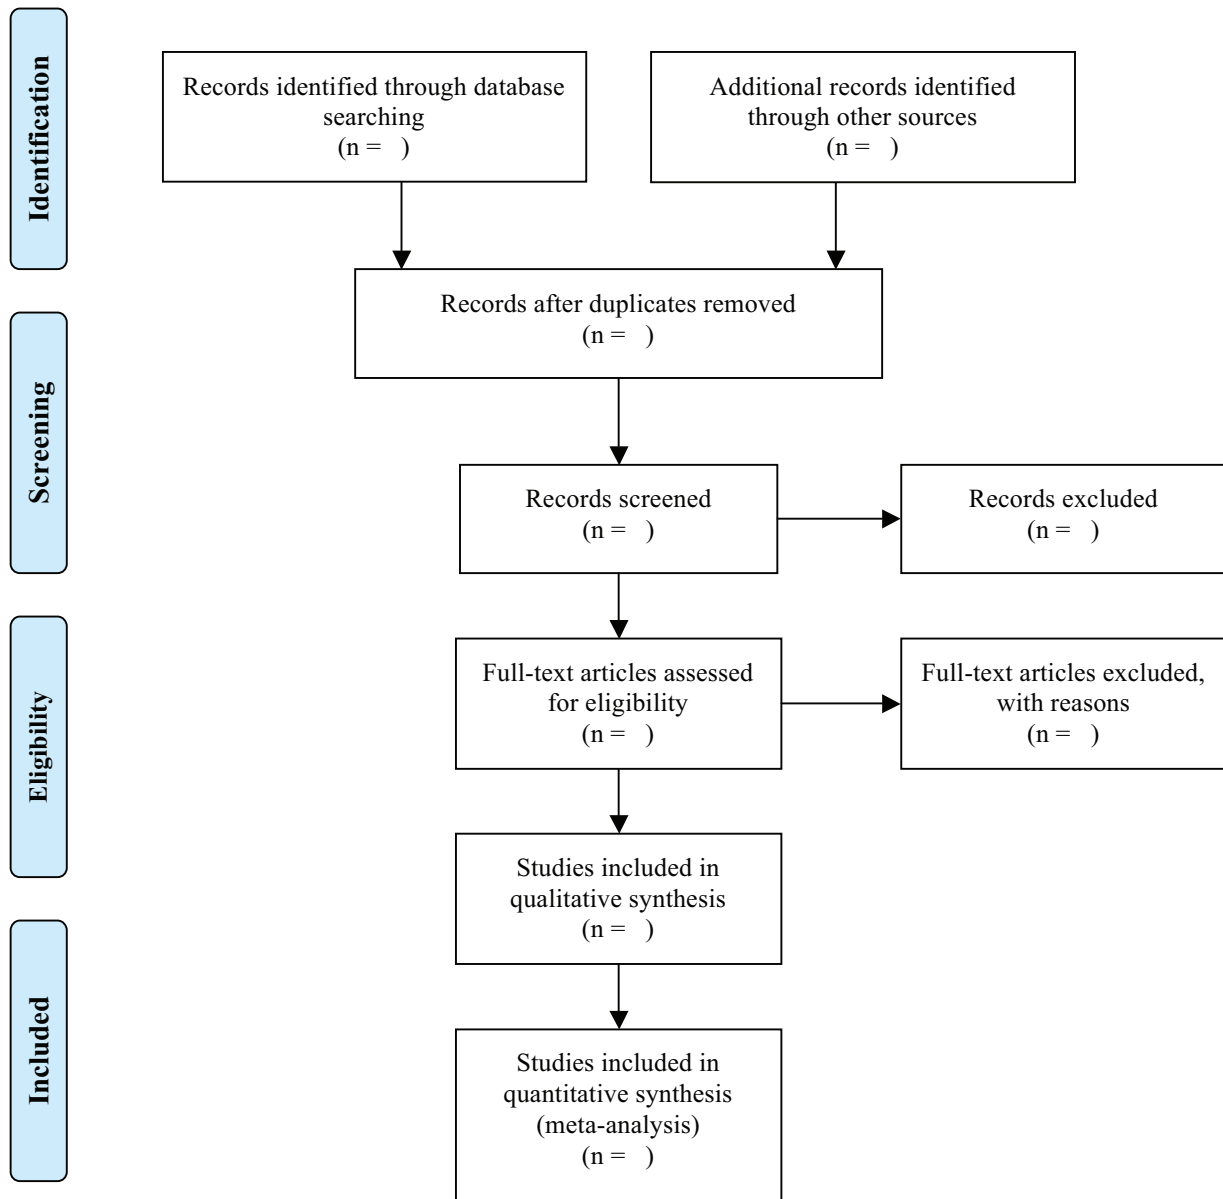 Identification
Records identified through database
searching
(n =   )
Additional records identified
through other sources
(n =   )
Records after duplicates removed
(n =   )
Screening
Records screened
(n =   )
Records excluded
(n =   )
Eligibility
Full-text articles assessed
for eligibility
(n =   )
Full-text articles excluded,
with reasons
(n =   )
Studies included in
qualitative synthesis
(n =   )
Included
Studies included in
quantitative synthesis
(meta-analysis)
(n =   )